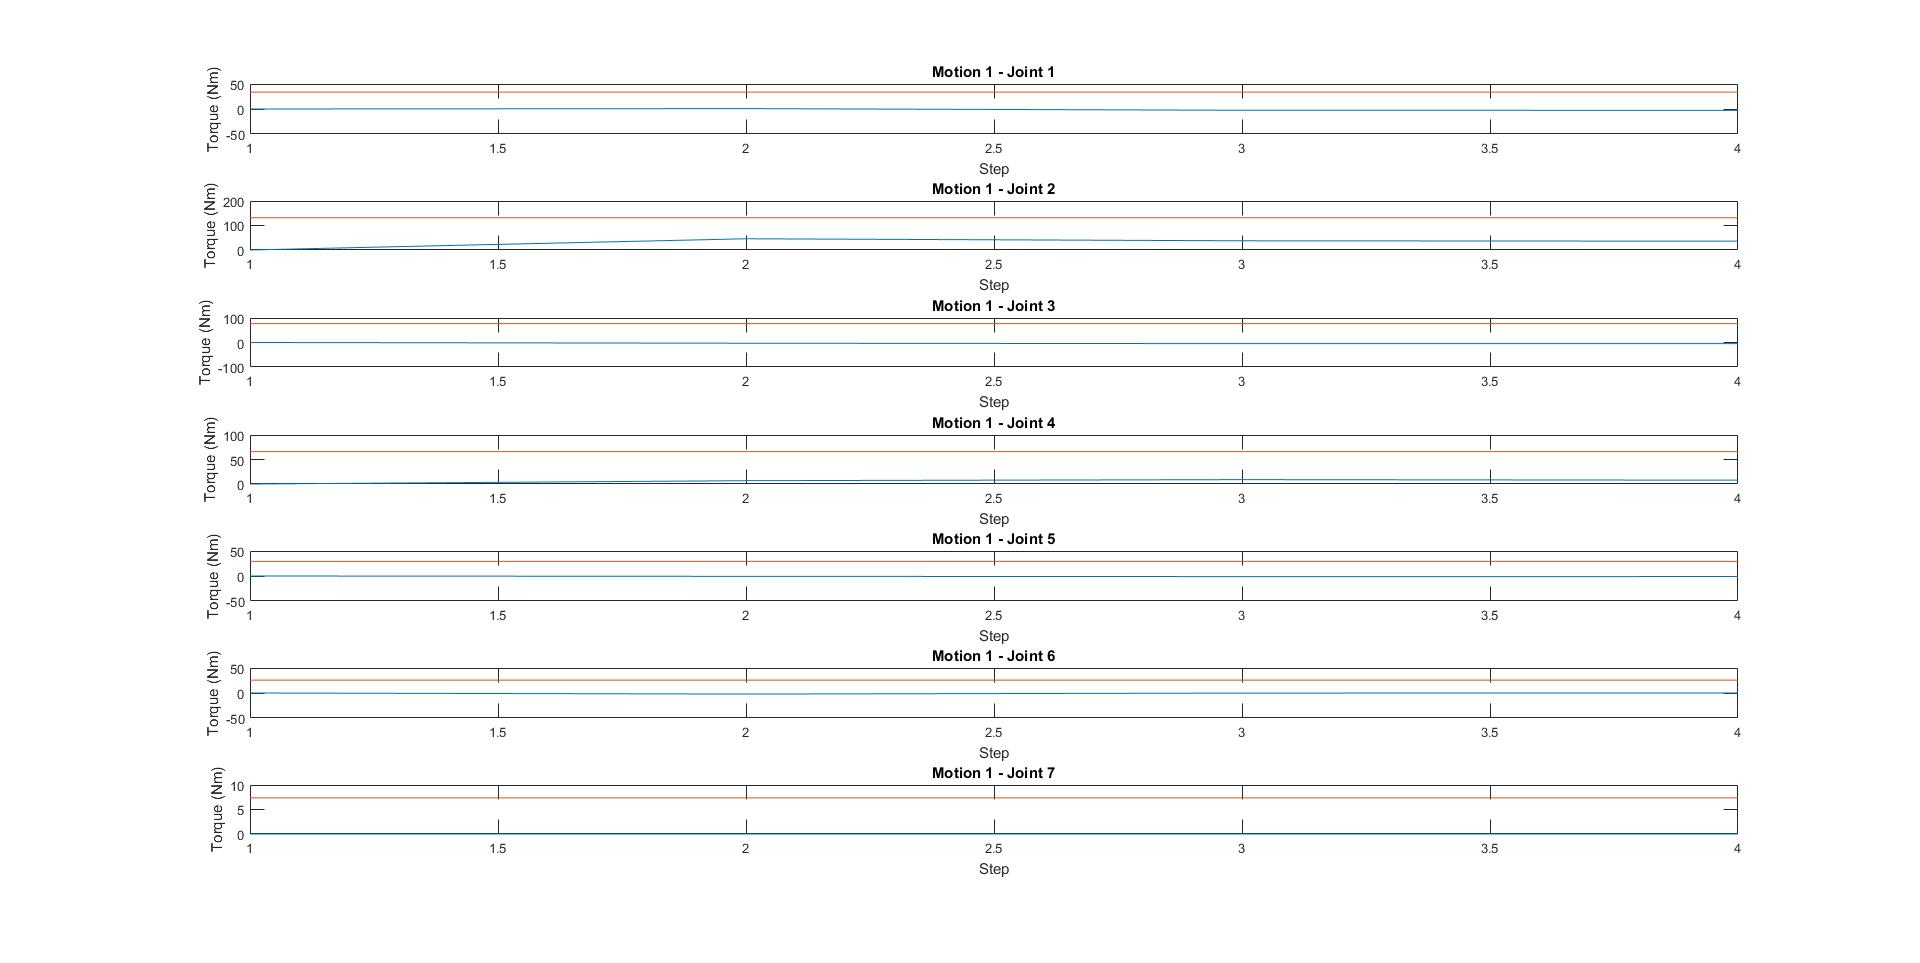 Motion 1 - Joint 1
Torque (Nm)
50
0
-50
1 1.5 2 2.5 3 3.5 4
Step
Motion 1 - Joint 2
Torque (Nm)
200
100
0
1 1.5 2 2.5 3 3.5 4
Step
Motion 1 - Joint 3
Torque (Nm)
100
0
-100
1 1.5 2 2.5 3 3.5 4
Step
Motion 1 - Joint 4
Torque (Nm)
100
50
0
1 1.5 2 2.5 3 3.5 4
Step
Motion 1 - Joint 5
Torque (Nm)
50
0
-50
1 1.5 2 2.5 3 3.5 4
Step
Motion 1 - Joint 6
Torque (Nm)
50
0
-50
1 1.5 2 2.5 3 3.5 4
Step
Motion 1 - Joint 7
Torque (Nm)
10
5
0
1 1.5 2 2.5 3 3.5 4
Step